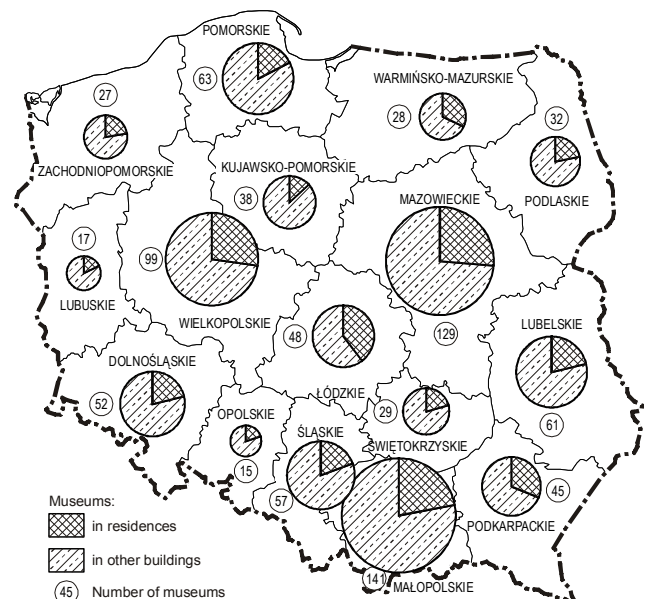 POMORSKIE
63
WARMIŃSKO-MAZURSKIE
28
27
ZACHODNIOPOMORSKIE
32
PODLASKIE
KUJAWSKO-POMORSKIE
38
MAZOWIECKIE
129
17
LUBUSKIE
99
WIELKOPOLSKIE
48
ŁÓDZKIE
LUBELSKIE
61
DOLNOŚLĄSKIE
52
OPOLSKIE
15
ŚLĄSKIE
57
29
ŚWIĘTOKRZYSKIE
45
PODKARPACKIE
141
MAŁOPOLSKIE
Museums:
in residences
in other buildings
45 Number of museums